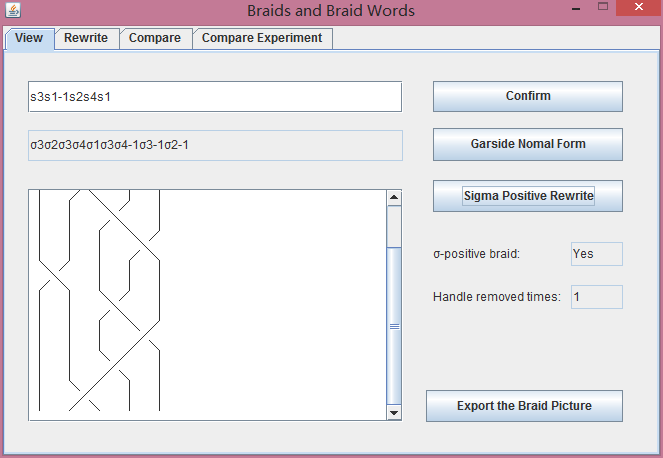 Braids and Braid Words
View Rewrite Compare Compare Experiment
s3s1-1s2s4s1
Confirm
σ3σ2σ3σ4σ1σ3σ4-1σ3-1σ2-1
Garside Nomal Form
Sigma Positive Rewrite
σ-positive braid: Yes
Handle removed times: 1
Export the Braid Picture